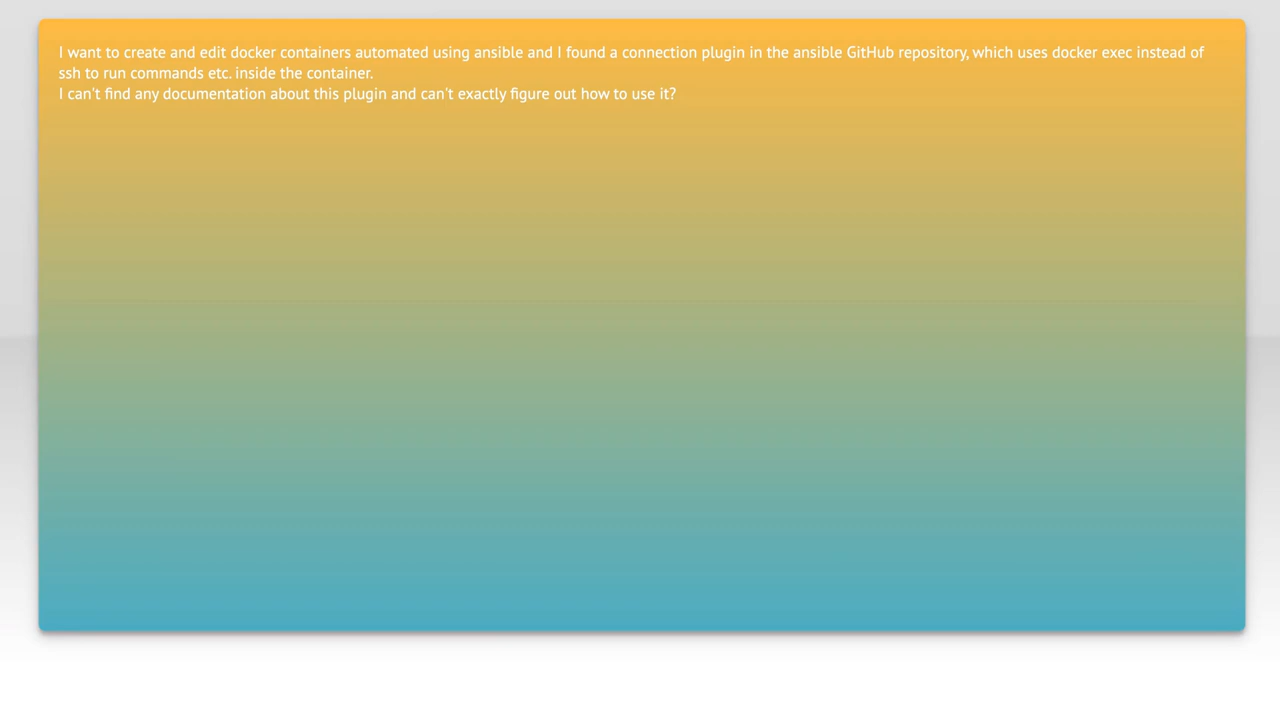 I want to create and edit docker containers automated using ansible and I found a connection plugin in the ansible GitHub repository, which uses docker exec instead of
ssh to run commands etc. inside the container.
I can't find any documentation about this plugin and can't exactly figure out how to use it?